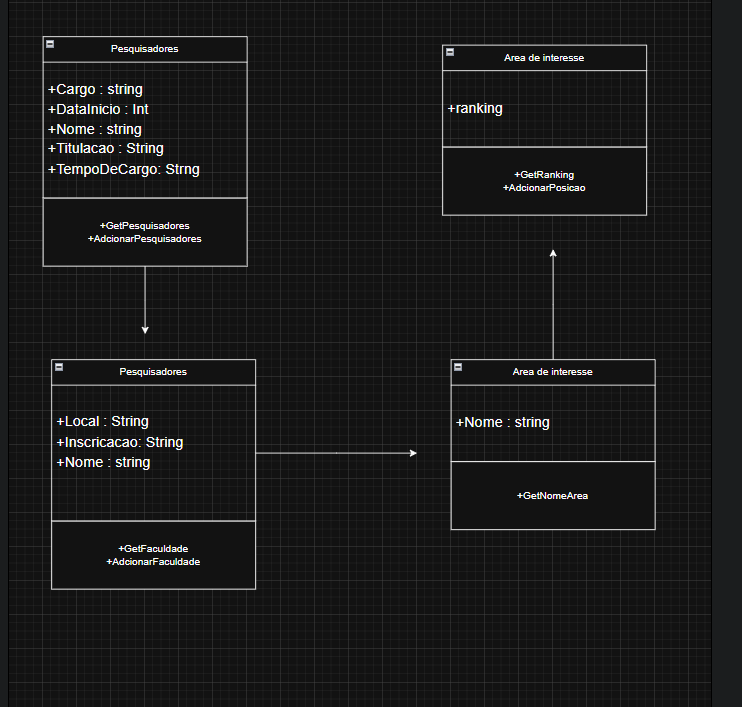 Pesquisadores
+Cargo : string
+DataInicio : Int
+Nome : string
+Titulacao : String
+TempoDeCargo: Strng
+GetPesquisadores
+AdcionarPesquisadores
Area de interesse
+ranking
+GetRanking
+AdcionarPosicao
Pesquisadores
+Local : String
+Inscricacao: String
+Nome : string
+GetFaculdade
+AdcionarFaculdade
Area de interesse
+Nome : string
+GetNomeArea